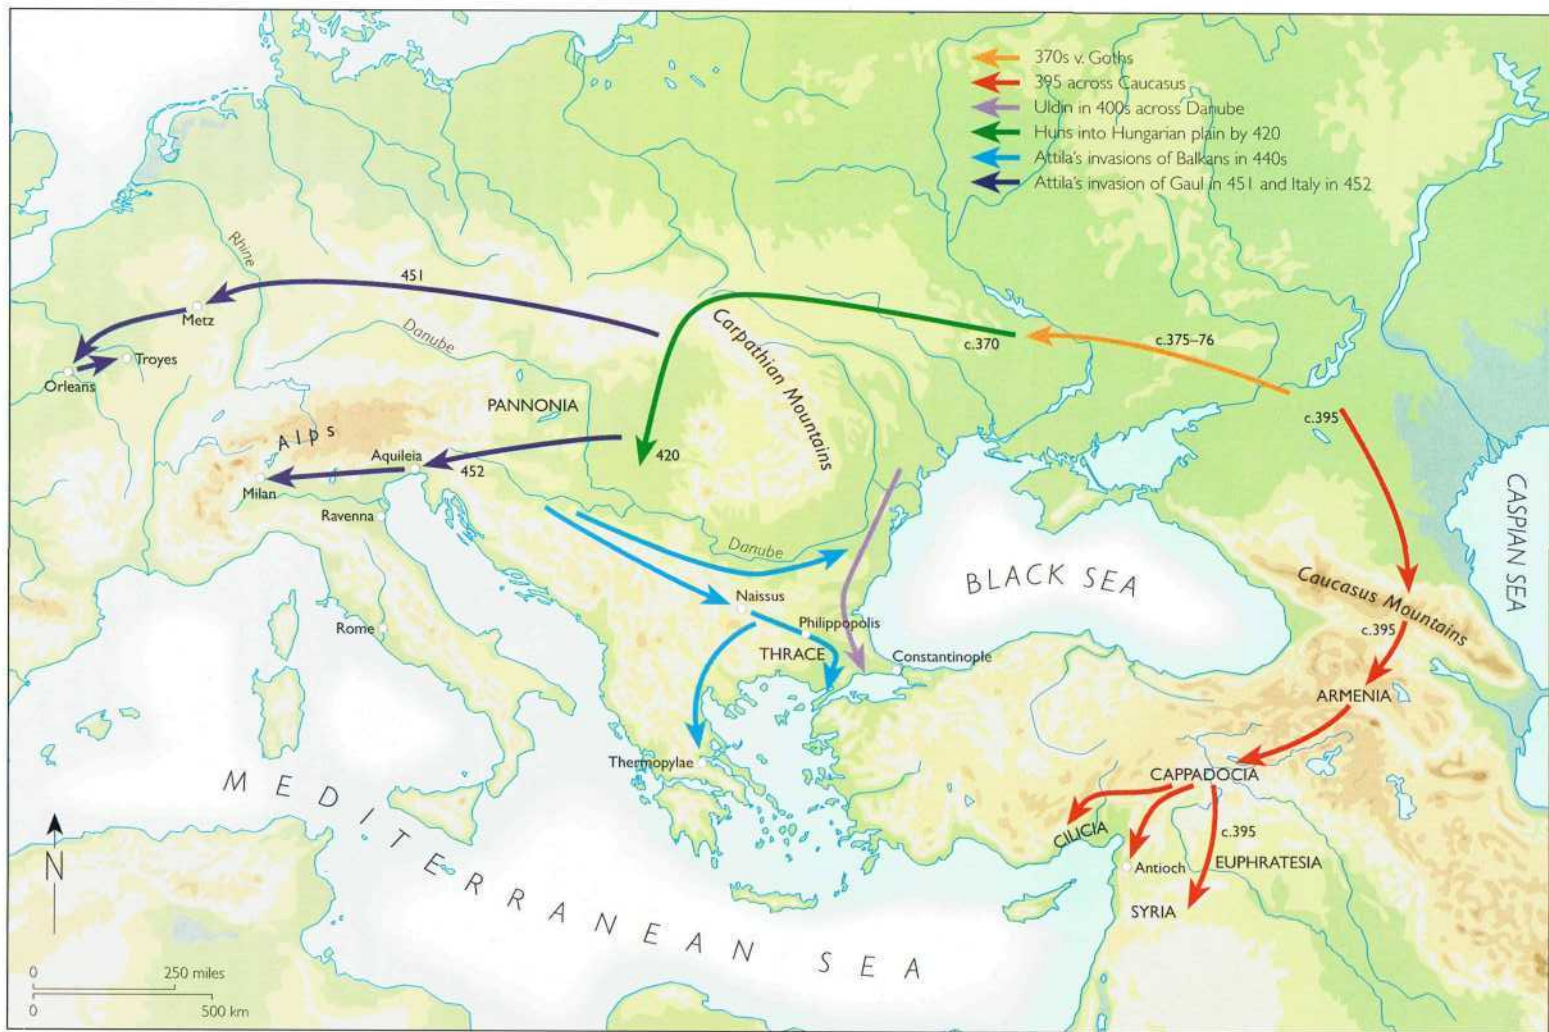 370s v. Goths
395 across Caucasus
Uldin in 400s across Danube
Huns into Hungarian plain by 420
Attila's invasions of Balkans in 440s
Attila's invasion of Gaul in 451 and Italy in 452
Rhine
451
Metz
Danube
Carpathian Mountains
c.370
c.375–76
Troyes
Orleans
PANNONIA
c.395
Alps
Aquileia
452
420
Milan
Ravenna
CASPIAN SEA
Danube
BLACK SEA
Caucasus Mountains
Naissus
Rome
Philippopolis
c.395
THRACE
Constantinople
ARMENIA
Thermopylae
CAPPADOCIA
MEDITERRANEAN SEA
CILICIA
c.395
Antioch
EUPHRATESIA
N
SYRIA
0 250 miles
0 500 km